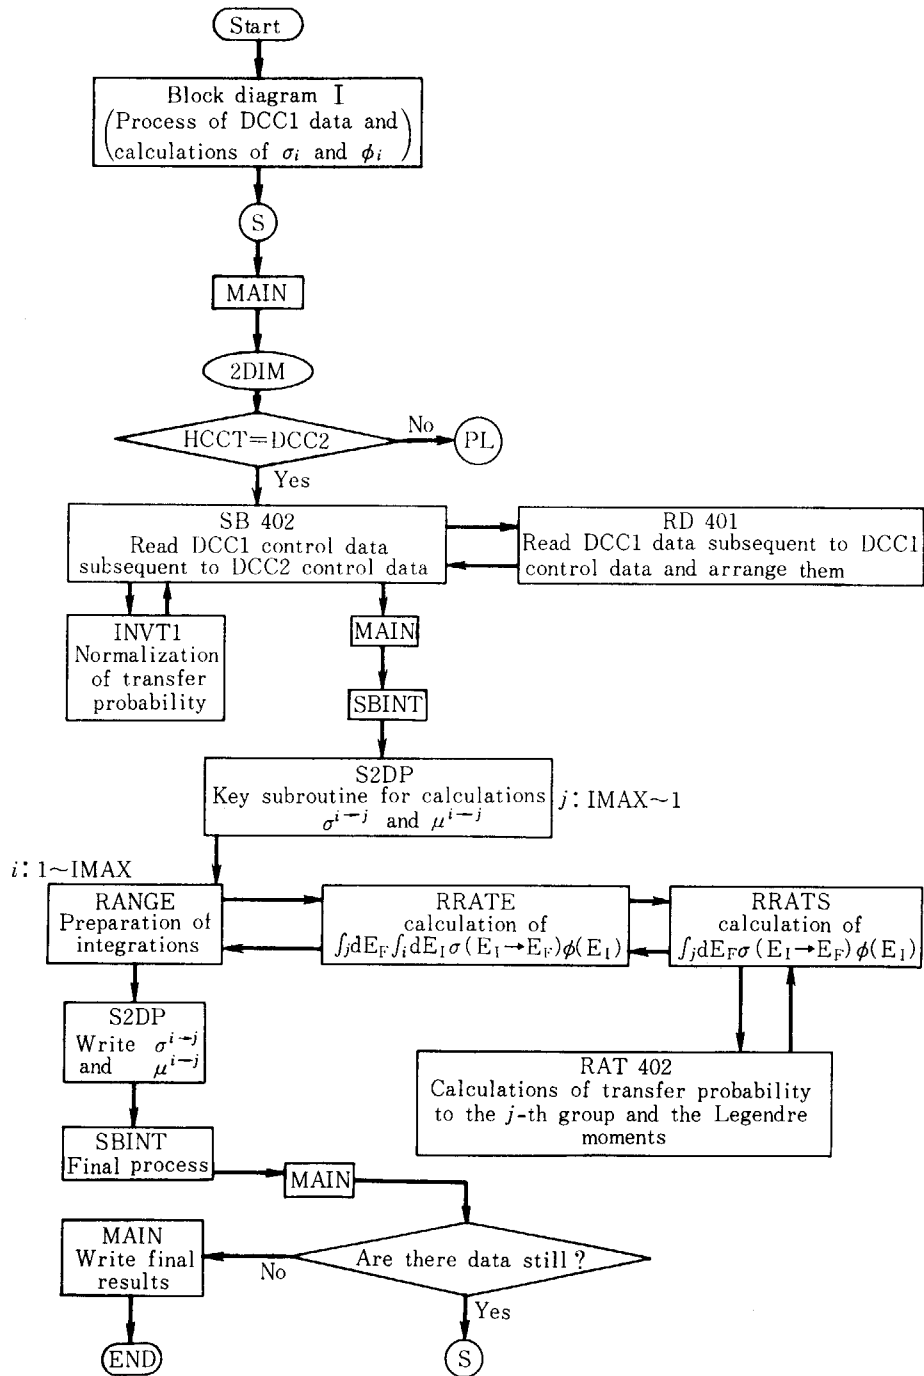 Start
Block diagram I
(Process of DCC1 data and
calculations of σi and ϕi)
S
MAIN
2DIM
HCCT=DCC2
No
PL
Yes
SB 402
Read DCC1 control data
subsequent to DCC2 control data
RD 401
Read DCC1 data subsequent to DCC1
control data and arrange them
INVT1
Normalization
of transfer
probability
MAIN
SBINT
S2DP
Key subroutine for calculations
σ^{i→j} and μ^{i→j}
j: IMAX~1
i: 1~IMAX
RANGE
Preparation of
integrations
RRATE
calculation of
∫j dE_F ∫i dE_I σ(E_I→E_F)ϕ(E_I)
RRATS
calculation of
∫j dE_F σ(E_I→E_F)ϕ(E_I)
S2DP
Write σ^{i→j}
and μ^{i→j}
RAT 402
Calculations of transfer probability
to the j-th group and the Legendre
moments
SBINT
Final process
MAIN
MAIN
Write final
results
No
Are there data still?
Yes
END
S